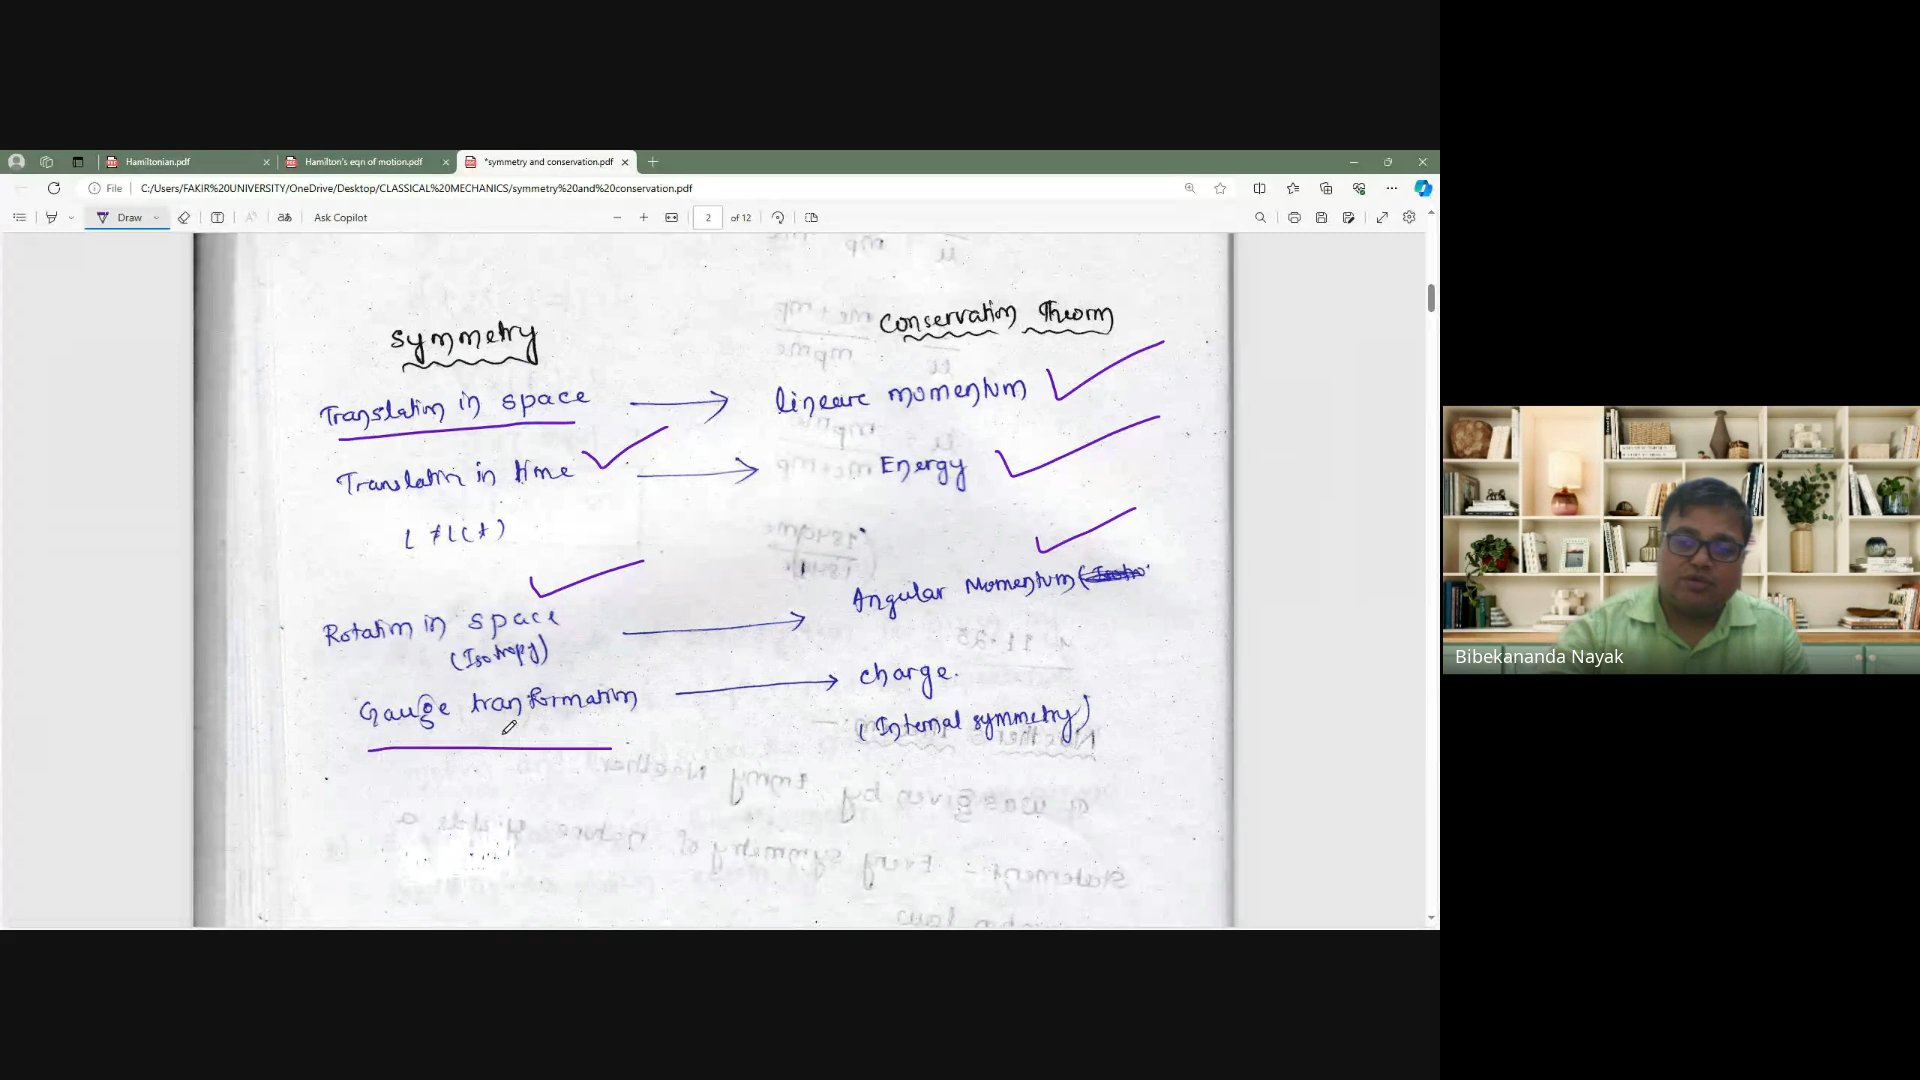 Hamiltonian.pdf
Hamilton's eqn of motion.pdf
*symmetry and conservation.pdf
File
C:/Users/FAKIR%20UNIVERSITY/OneDrive/Desktop/CLASSICAL%20MECHANICS/symmetry%20and%20conservation.pdf
Draw
Ask Copilot
2 of 12
Symmetry
Conservation Theorm
Translation in space → lineare momentum
Translation in time → Energy
L ≠ L(t)
Rotation in space → Angular Momentum
(Isotropy)
Gauge transformation → charge.
(Internal symmetry)
Bibekananda Nayak